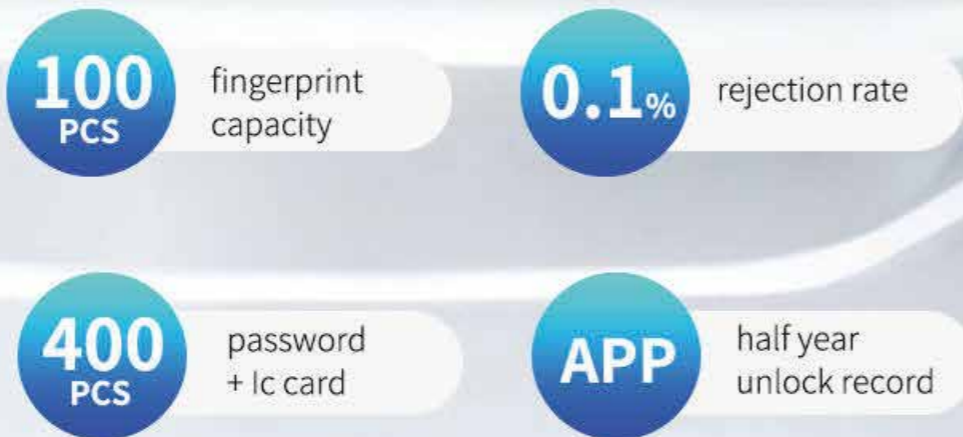 100
PCS
fingerprint
capacity
0.1%
rejection rate
400
PCS
password
+ Ic card
APP
half year
unlock record